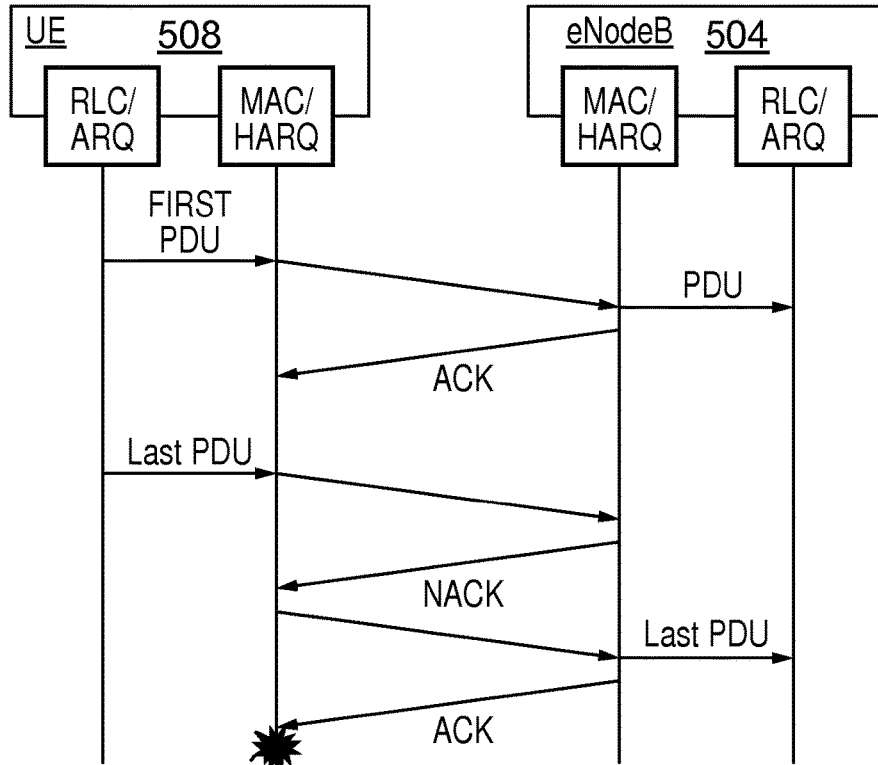 UE 508
eNodeB 504
RLC/
ARQ
MAC/
HARQ
MAC/
HARQ
RLC/
ARQ
FIRST
PDU
PDU
ACK
Last PDU
NACK
Last PDU
ACK